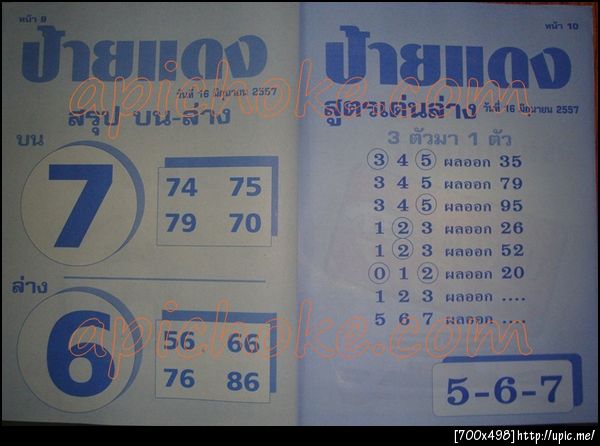 หน้า 9
ป้ายแดง
วันที่ 16 มิถุนายน 2557
สรุป บน-ล่าง
บน
7
74 75
79 70
ล่าง
6
56 66
76 86
หน้า 10
ป้ายแดง
สูตรเด่นล่าง วันที่ 16 มิถุนายน 2557
3 ตัวมา 1 ตัว
3 4 5 ผลออก 35
3 4 5 ผลออก 79
3 4 5 ผลออก 95
1 2 3 ผลออก 26
1 2 3 ผลออก 52
0 1 2 ผลออก 20
1 2 3 ผลออก ....
5 6 7 ผลออก ....
5-6-7
apichoke.com
apichoke.com
[700x498]http://upic.me/